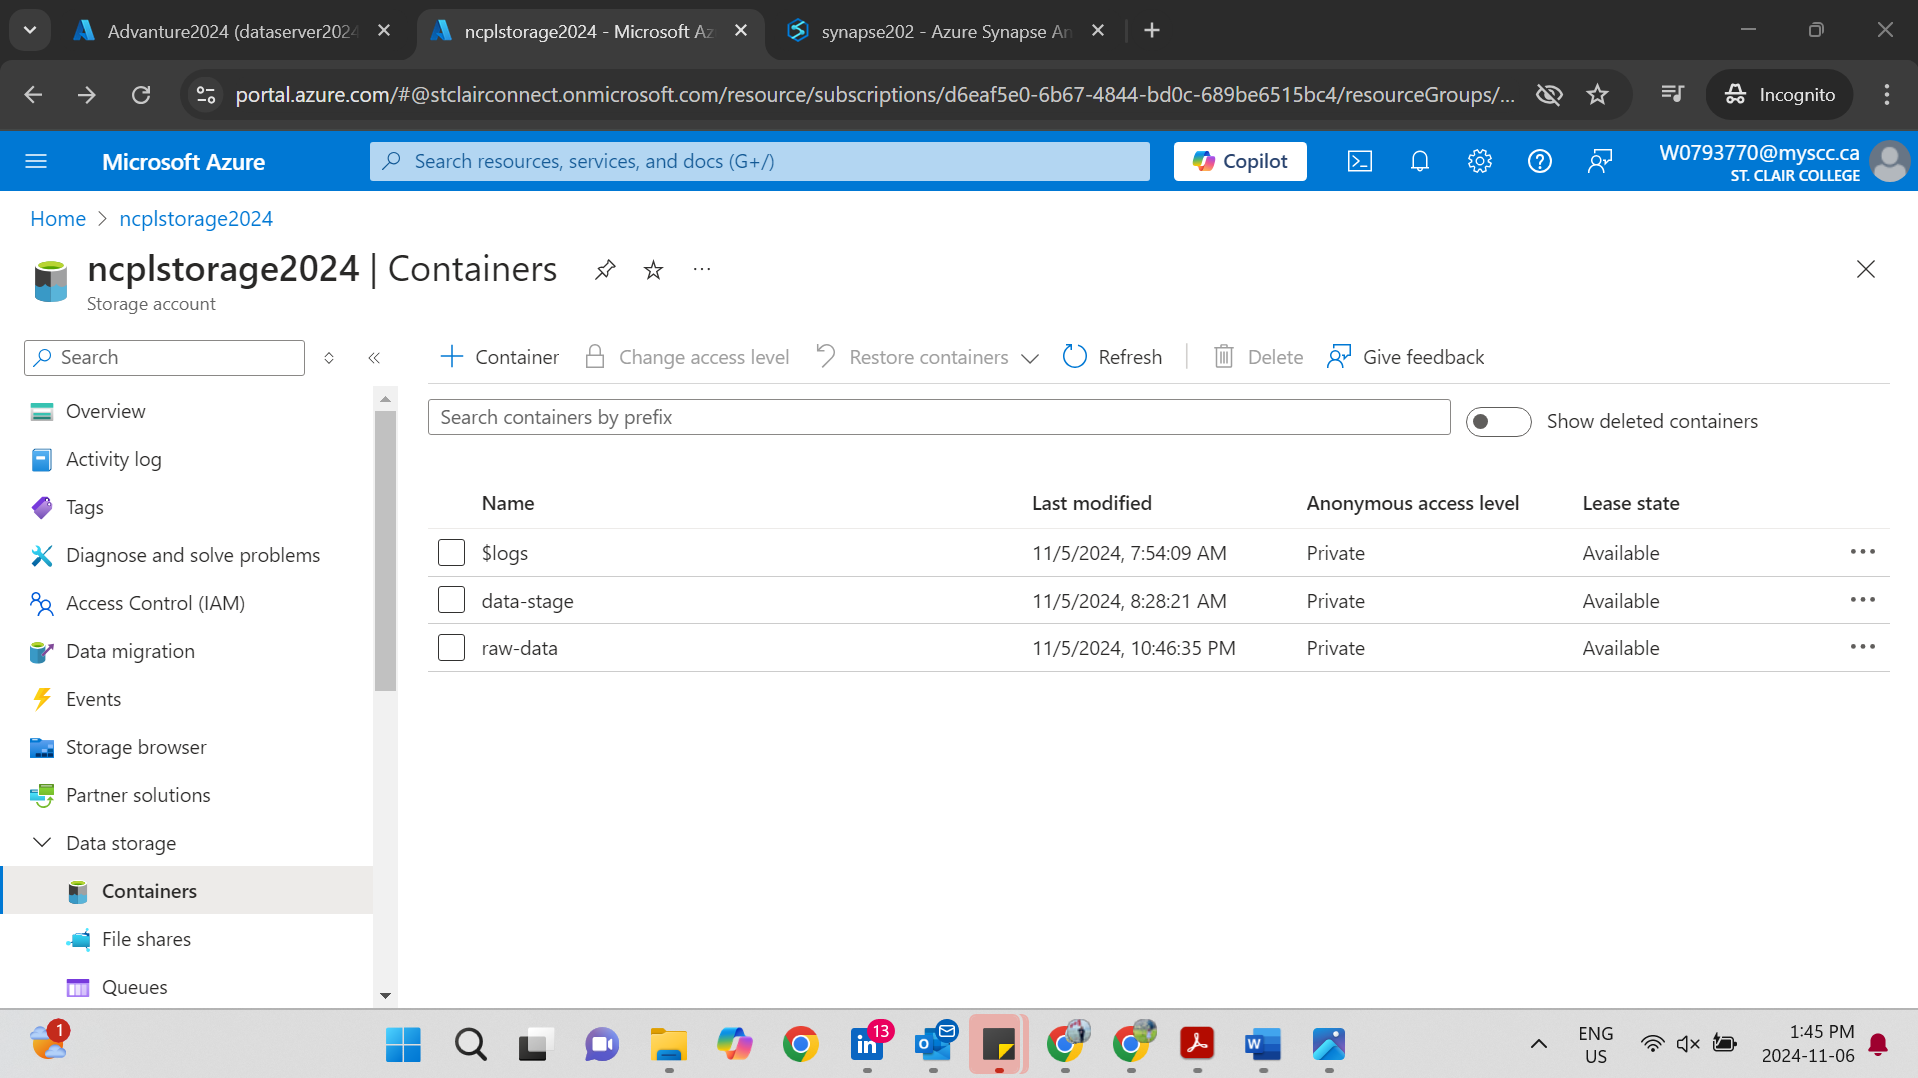 Advanture2024 (dataserver2024
ncplstorage2024 - Microsoft Az
synapse202 - Azure Synapse An
portal.azure.com/#@stclairconnect.onmicrosoft.com/resource/subscriptions/d6eaf5e0-6b67-4844-bd0c-689be6515bc4/resourceGroups/...
Incognito
Microsoft Azure
Search resources, services, and docs (G+/)
Copilot
W0793770@myscc.ca
ST. CLAIR COLLEGE
Home > ncplstorage2024
ncplstorage2024 | Containers
Storage account
Search
Container
Change access level
Restore containers
Refresh
Delete
Give feedback
Search containers by prefix
Show deleted containers
Overview
Activity log
Tags
Diagnose and solve problems
Access Control (IAM)
Data migration
Events
Storage browser
Partner solutions
Data storage
Containers
File shares
Queues
Name Last modified Anonymous access level Lease state
$logs 11/5/2024, 7:54:09 AM Private Available
data-stage 11/5/2024, 8:28:21 AM Private Available
raw-data 11/5/2024, 10:46:35 PM Private Available
1
13
ENG
US
1:45 PM
2024-11-06